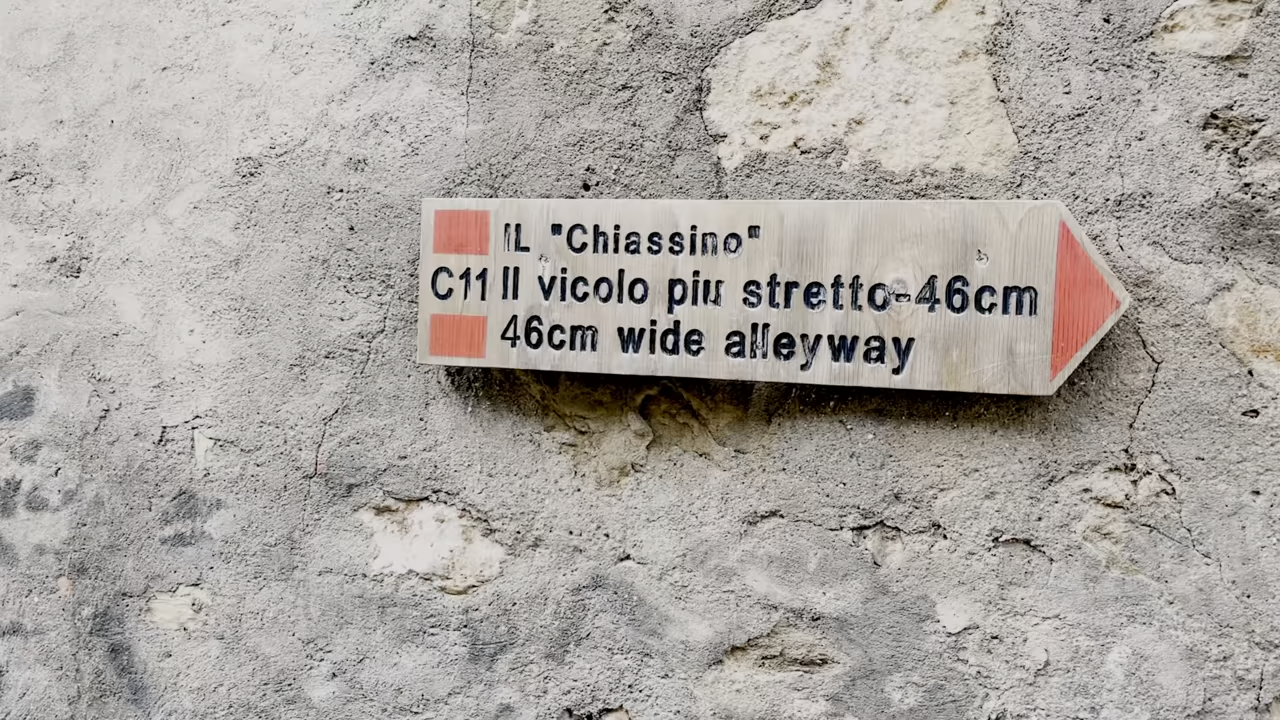 IL "Chiassino"
C11 Il vicolo piu stretto-46cm
46cm wide alleyway